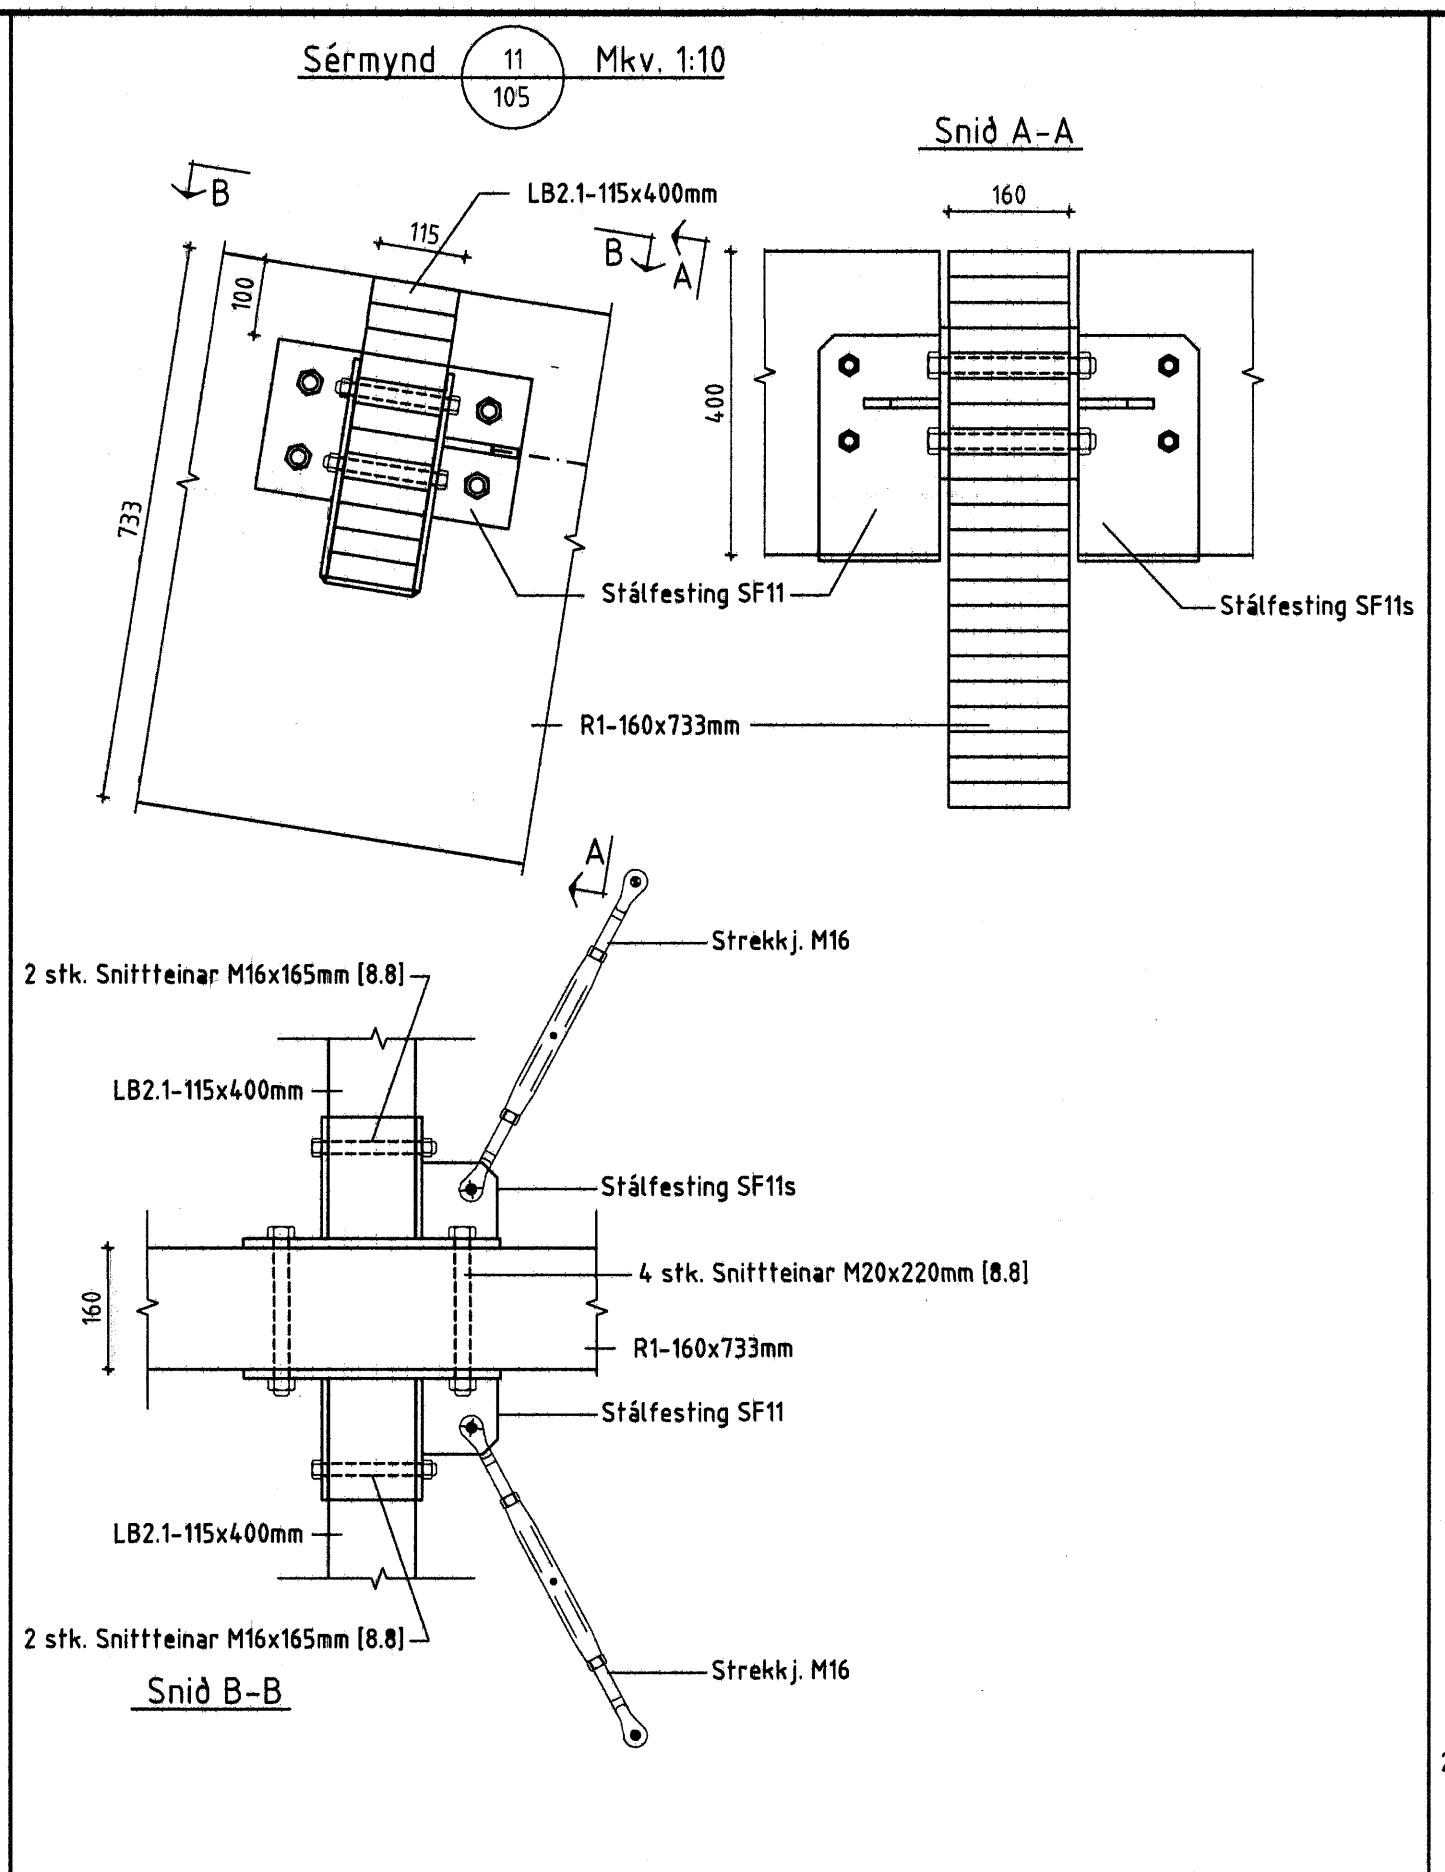 Sérmynd 11 Mkv. 1:10
105
Snið A-A
B
LB2.1-115x400mm
160
115
B
A
100
400
733
Stálfesting SF11
Stálfesting SF11s
R1-160x733mm
A
Strekkj. M16
2 stk. Snittteinar M16x165mm [8.8]
LB2.1-115x400mm
Stálfesting SF11s
4 stk. Snittteinar M20x220mm [8.8]
160
R1-160x733mm
Stálfesting SF11
LB2.1-115x400mm
2 stk. Snittteinar M16x165mm [8.8]
Strekkj. M16
Snið B-B